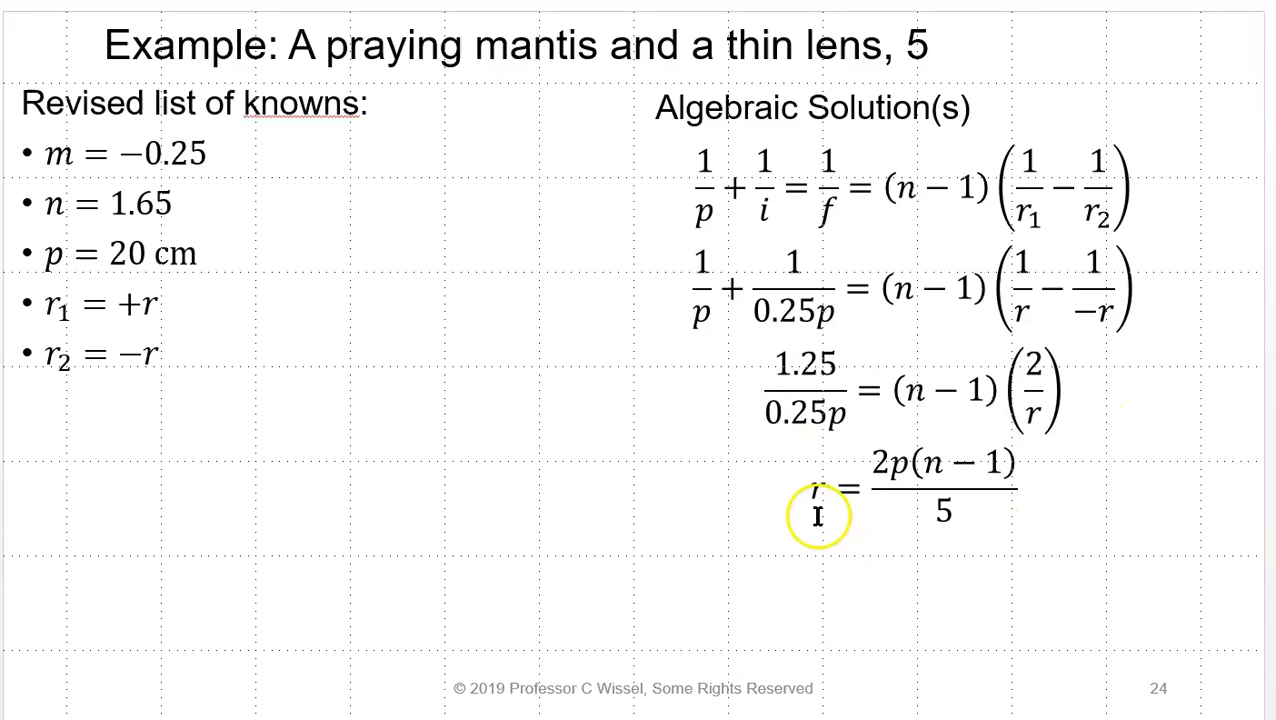 Example: A praying mantis and a thin lens, 5
Revised list of knowns:
• m = −0.25
• n = 1.65
• p = 20 cm
• r₁ = +r
• r₂ = −r
Algebraic Solution(s)
1/p + 1/i = 1/f = (n − 1)(1/r₁ − 1/r₂)
1/p + 1/0.25p = (n − 1)(1/r − 1/−r)
1.25/0.25p = (n − 1)(2/r)
r = 2p(n − 1)/5
© 2019 Professor C Wissel, Some Rights Reserved
24